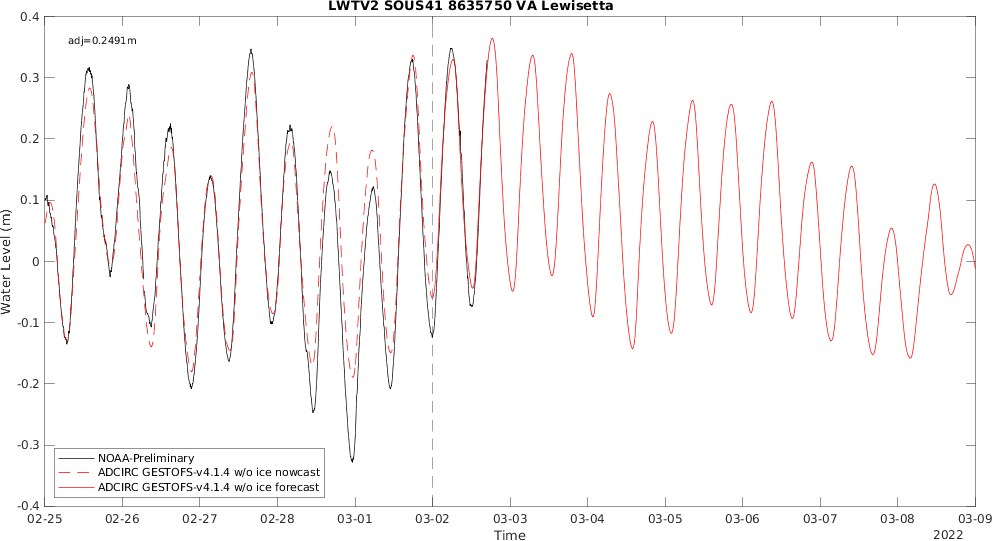 LWTV2 SOUS41 8635750 VA Lewisetta
adj=0.2491m
0.4
0.3
0.2
0.1
0
-0.1
-0.2
-0.3
-0.4
Water Level (m)
NOAA-Preliminary
ADCIRC GESTOFS-v4.1.4 w/o ice nowcast
ADCIRC GESTOFS-v4.1.4 w/o ice forecast
02-25 02-26 02-27 02-28 03-01 03-02 03-03 03-04 03-05 03-06 03-07 03-08 03-09
Time
2022